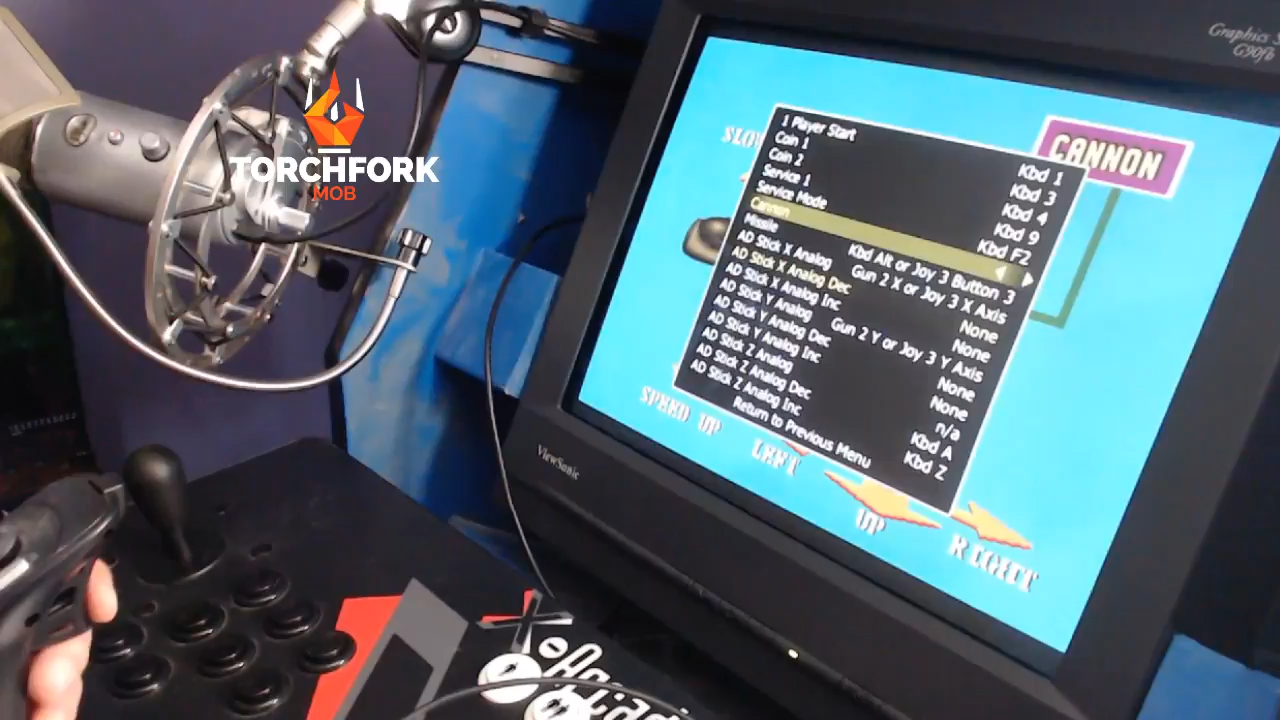 TORCHFORK
MOB
Graphics S
G90fb
SLO
CANNON
1 Player Start Kbd 1
Coin 1 Kbd 3
Coin 2 Kbd 4
Service 1 Kbd 9
Service Mode Kbd F2
Cannon Kbd Alt or Joy 3 Button 3
Missile
AD Stick X Analog Gun 2 X or Joy 3 X Axis
AD Stick X Analog Dec None
AD Stick X Analog Inc None
AD Stick Y Analog Gun 2 Y or Joy 3 Y Axis
AD Stick Y Analog Dec None
AD Stick Y Analog Inc None
AD Stick Z Analog n/a
AD Stick Z Analog Dec Kbd A
AD Stick Z Analog Inc Kbd Z
Return to Previous Menu
SPEED UP
LEFT
UP
RIGHT
ViewSonic
X-Arcad